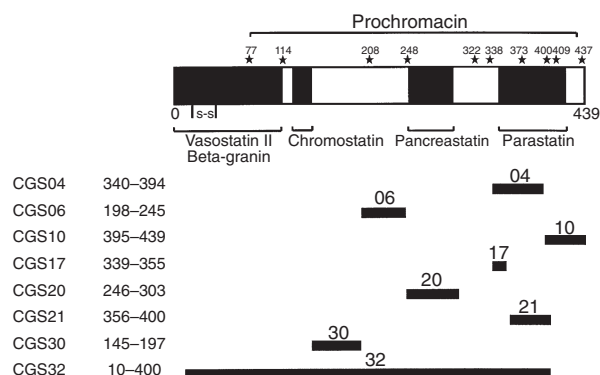 Prochromacin
77 114 208 248 322 338 373 400 409 437
0 s-s 439
Vasostatin II Chromostatin Pancreastatin Parastatin
Beta-granin
CGS04 340–394 04
CGS06 198–245 06
CGS10 395–439 10
CGS17 339–355 17
CGS20 246–303 20
CGS21 356–400 21
CGS30 145–197 30
CGS32 10–400 32